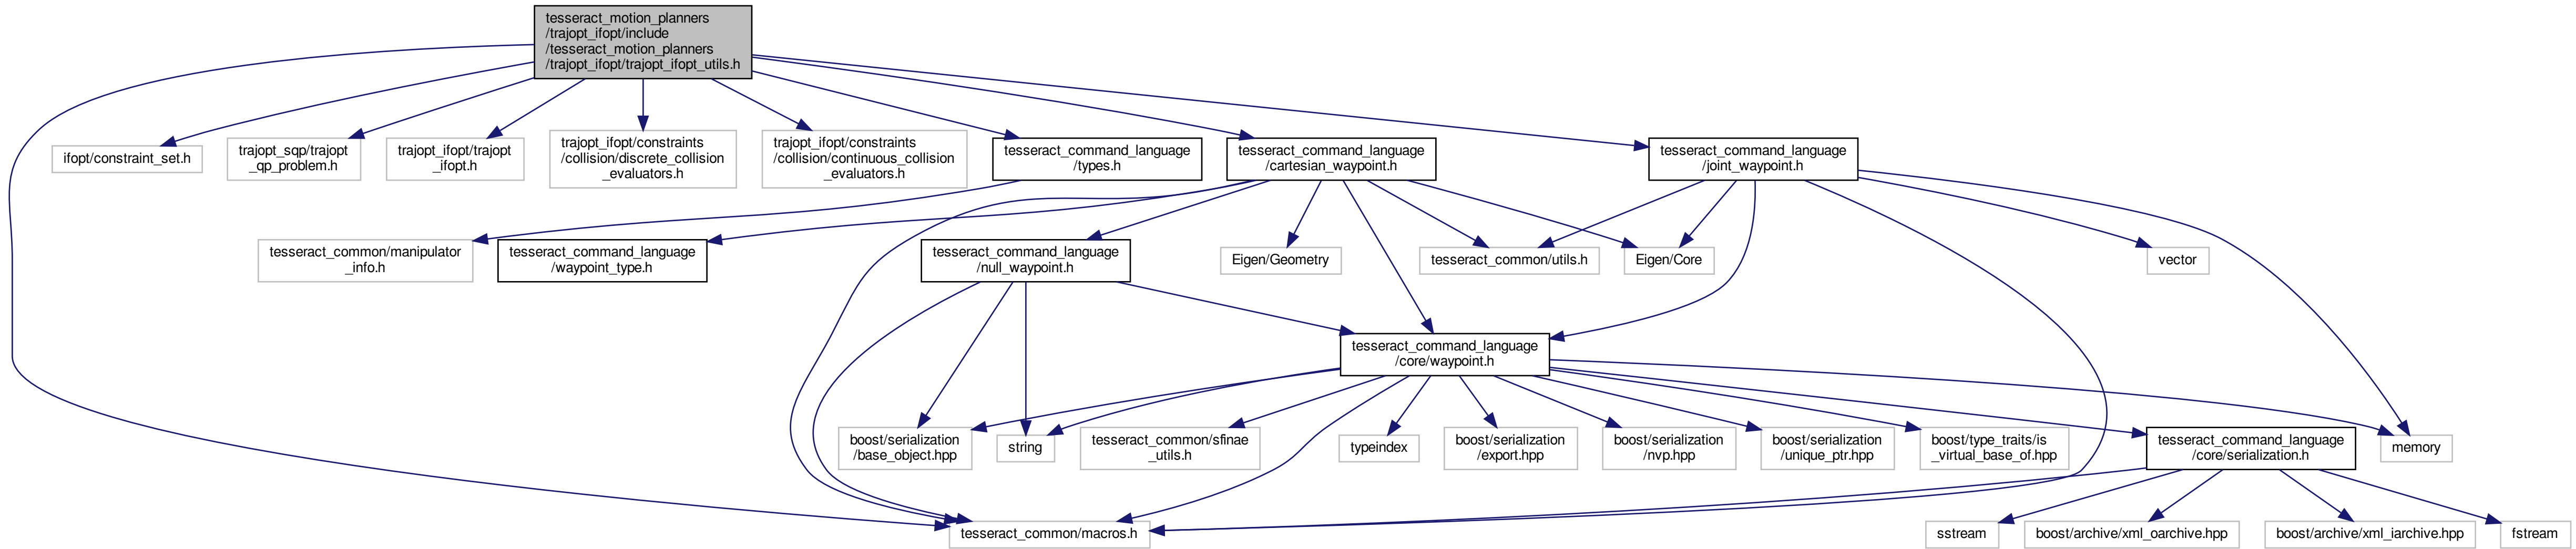 tesseract_motion_planners
/trajopt_ifopt/include
/tesseract_motion_planners
/trajopt_ifopt/trajopt_ifopt_utils.h
ifopt/constraint_set.h
trajopt_sqp/trajopt
_qp_problem.h
trajopt_ifopt/trajopt
_ifopt.h
trajopt_ifopt/constraints
/collision/discrete_collision
_evaluators.h
trajopt_ifopt/constraints
/collision/continuous_collision
_evaluators.h
tesseract_command_language
/types.h
tesseract_command_language
/cartesian_waypoint.h
tesseract_command_language
/joint_waypoint.h
tesseract_common/manipulator
_info.h
tesseract_command_language
/waypoint_type.h
tesseract_command_language
/null_waypoint.h
Eigen/Geometry
tesseract_common/utils.h
Eigen/Core
vector
tesseract_command_language
/core/waypoint.h
boost/serialization
/base_object.hpp
string
tesseract_common/sfinae
_utils.h
typeindex
boost/serialization
/export.hpp
boost/serialization
/nvp.hpp
boost/serialization
/unique_ptr.hpp
boost/type_traits/is
_virtual_base_of.hpp
tesseract_command_language
/core/serialization.h
memory
tesseract_common/macros.h
sstream
boost/archive/xml_oarchive.hpp
boost/archive/xml_iarchive.hpp
fstream